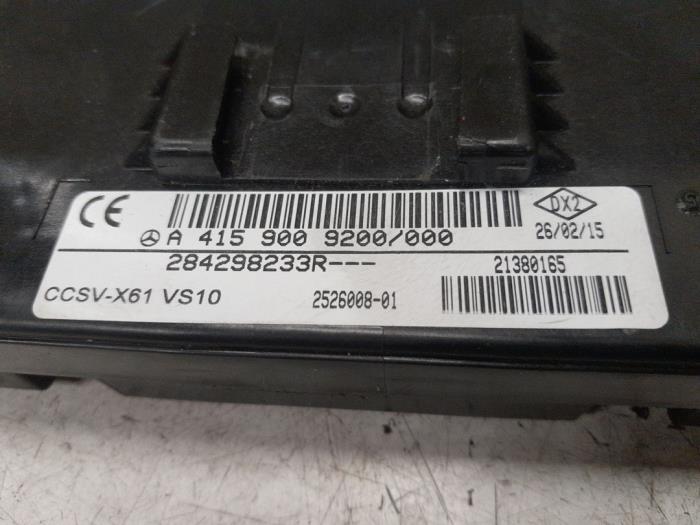 CE
DX2
A 415 900 9200/000
26/02/15
284298233R---
21380165
CCSV-X61 VS10
2526008-01